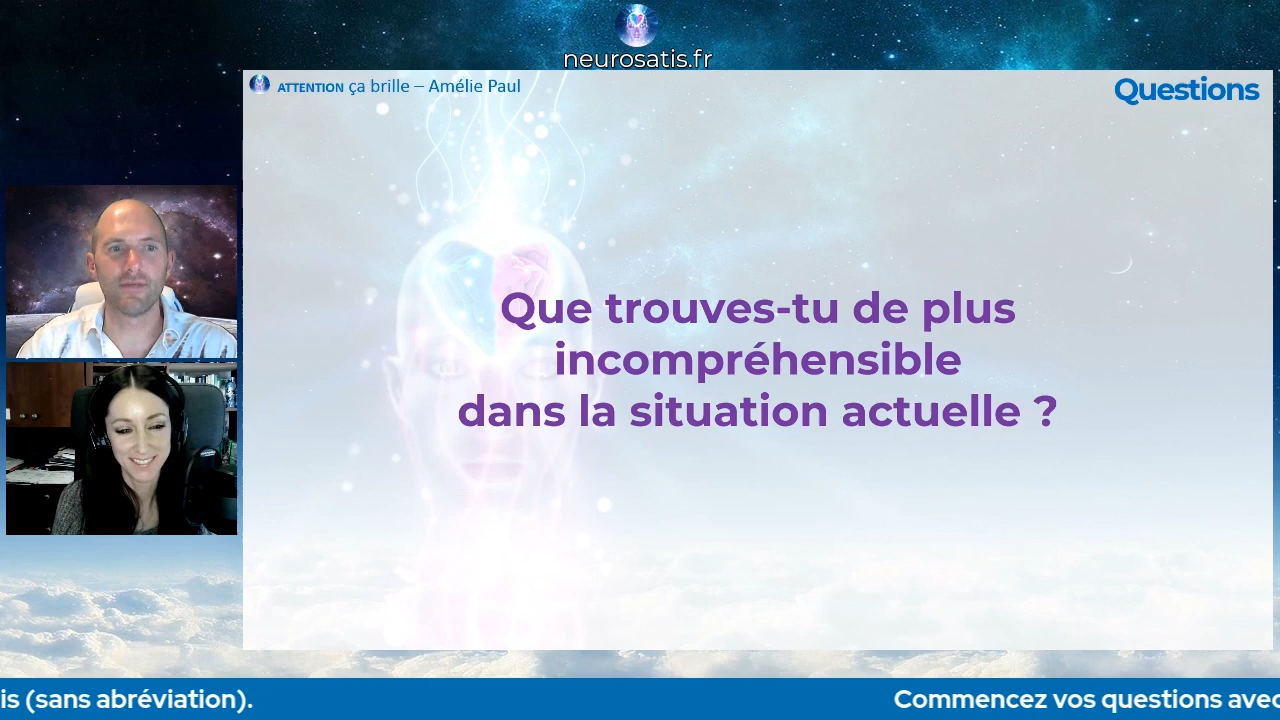 neurosatis.fr
ATTENTION ça brille – Amélie Paul
Questions
Que trouves-tu de plus
incompréhensible
dans la situation actuelle ?
is (sans abréviation).
Commencez vos questions avec